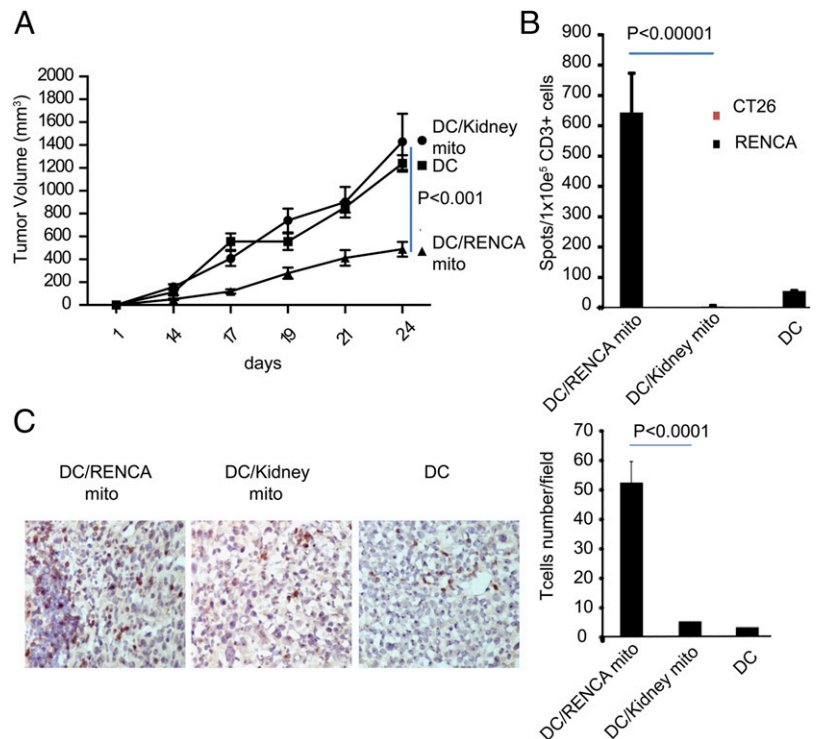 A
Tumor Volume (mm³)
2000
1800
1600
1400
1200
1000
800
600
400
200
0
1
14
17
19
21
24
days
DC/Kidney
mito
DC
P<0.001
DC/RENCA
mito
B
P<0.00001
Spots/1x10e⁵ CD3+ cells
900
800
700
600
500
400
300
200
100
0
CT26
RENCA
DC/RENCA mito
DC/Kidney mito
DC
C
DC/RENCA
mito
DC/Kidney
mito
DC
P<0.0001
Tcells number/field
70
60
50
40
30
20
10
0
DC/RENCA mito
DC/Kidney mito
DC